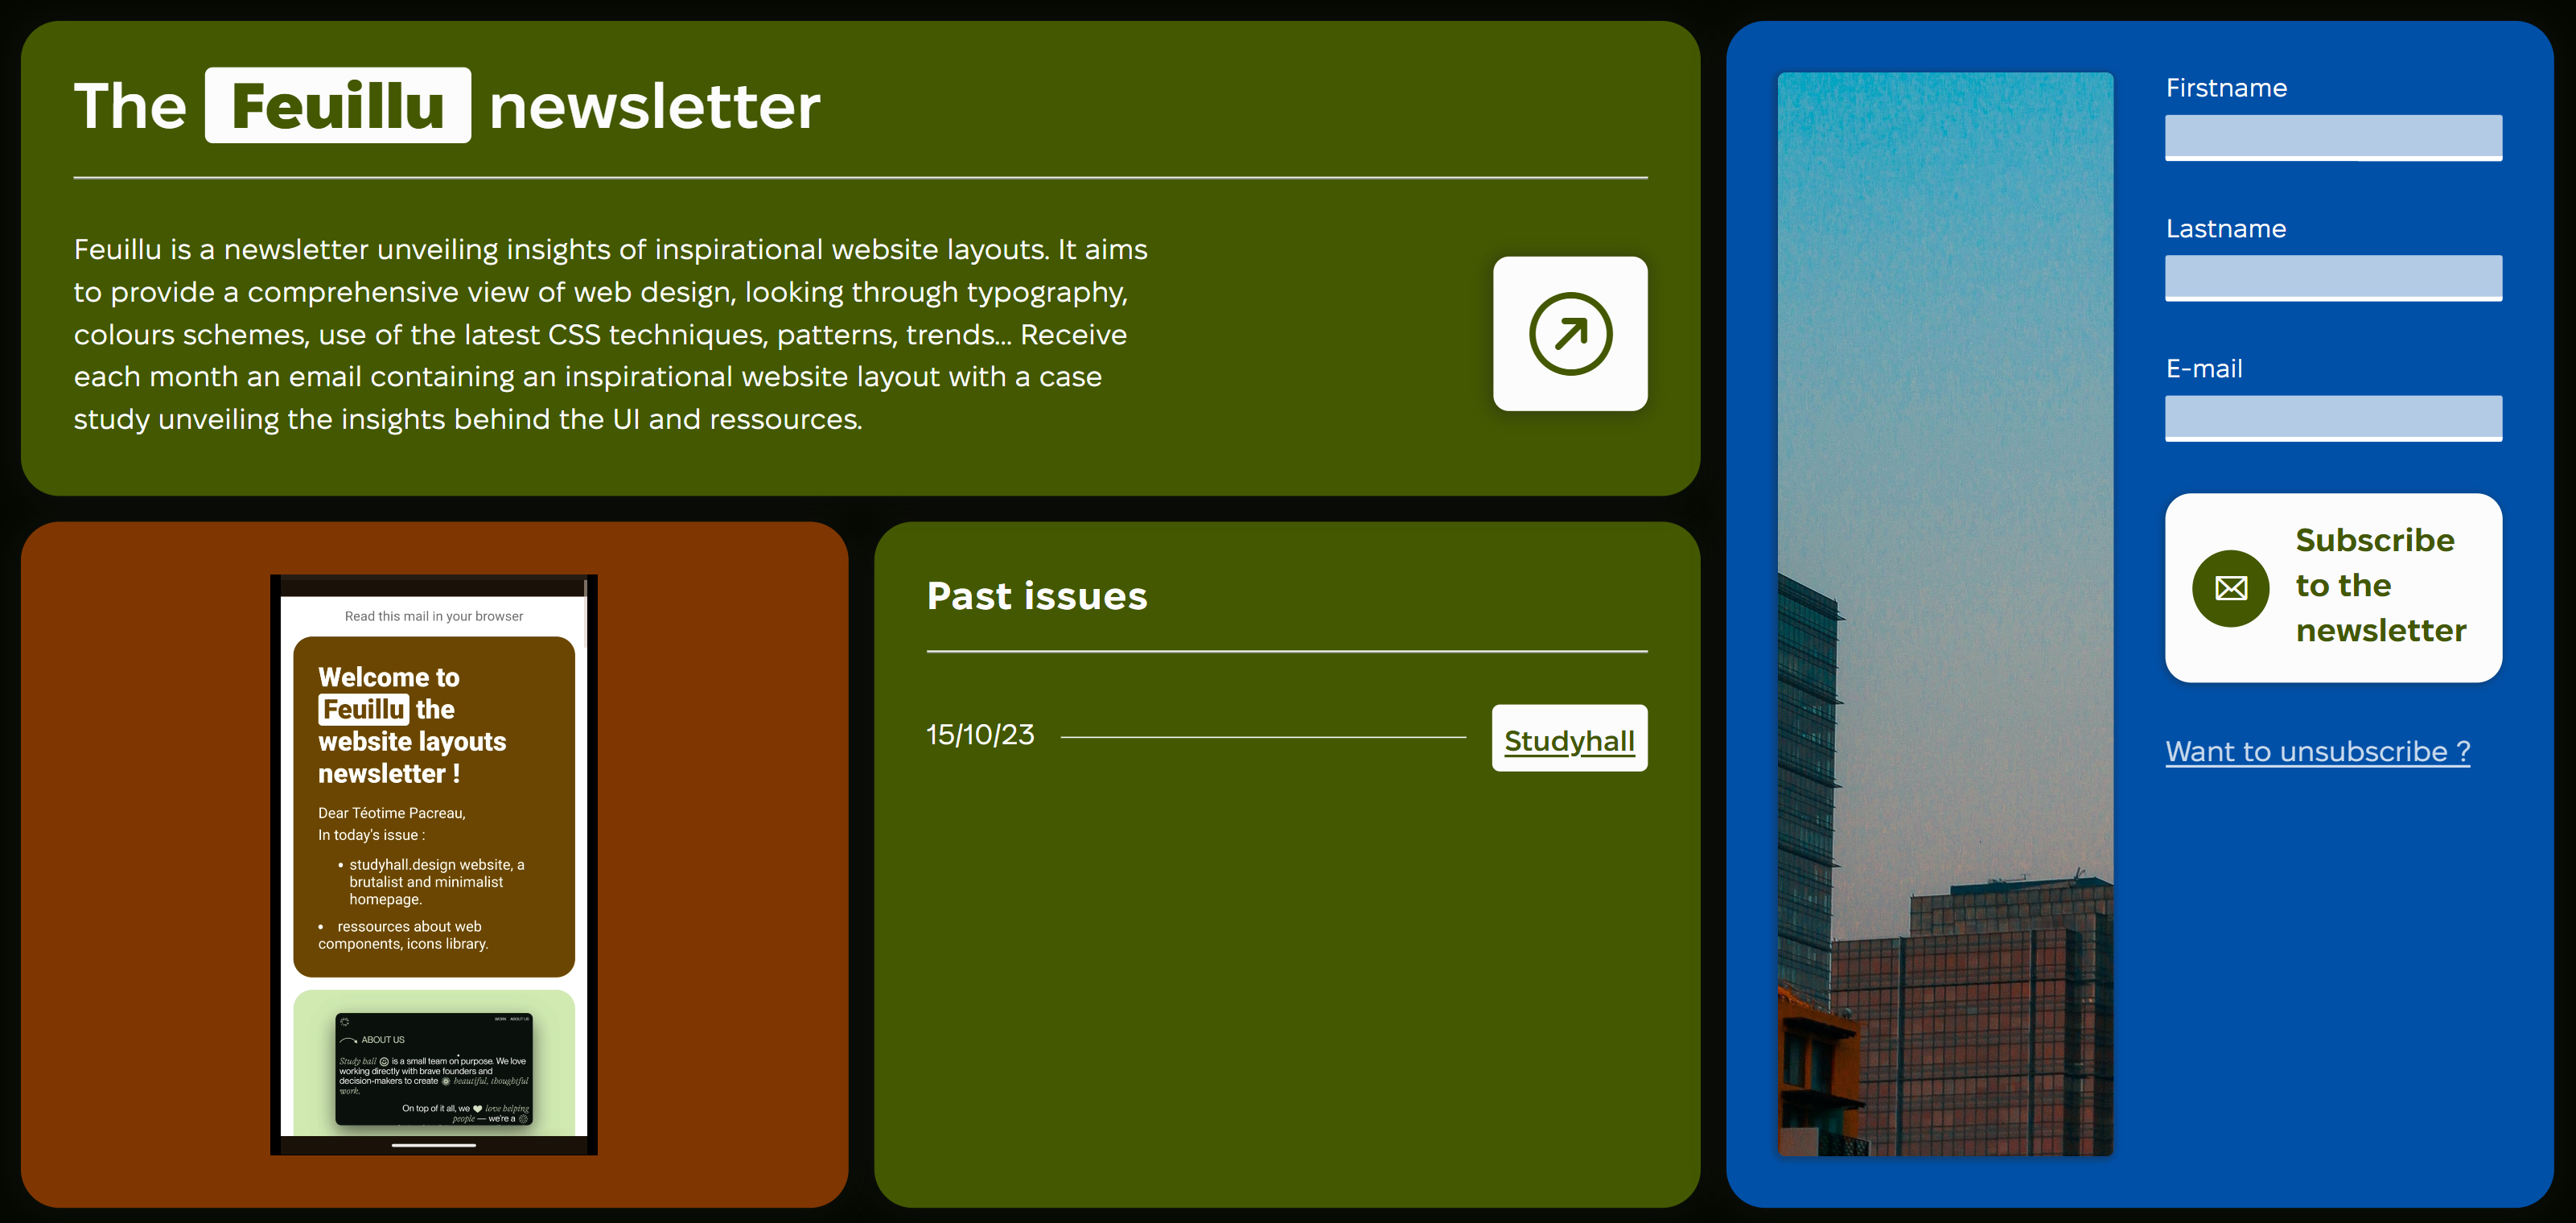 The Feuillu newsletter
Feuillu is a newsletter unveiling insights of inspirational website layouts. It aims
to provide a comprehensive view of web design, looking through typography,
colours schemes, use of the latest CSS techniques, patterns, trends... Receive
each month an email containing an inspirational website layout with a case
study unveiling the insights behind the UI and ressources.
Read this mail in your browser
Welcome to
Feuillu the
website layouts
newsletter !
Dear Téotime Pacreau,
In today's issue :
• studyhall.design website, a
brutalist and minimalist
homepage.
• ressources about web
components, icons library.
WORK ABOUT US
ABOUT US
Study hall is a small team on purpose. We love
working directly with brave founders and
decision-makers to create beautiful, thoughtful
work.
On top of it all, we love helping
people — we're a
Past issues
15/10/23
Studyhall
Firstname
Lastname
E-mail
Subscribe
to the
newsletter
Want to unsubscribe ?